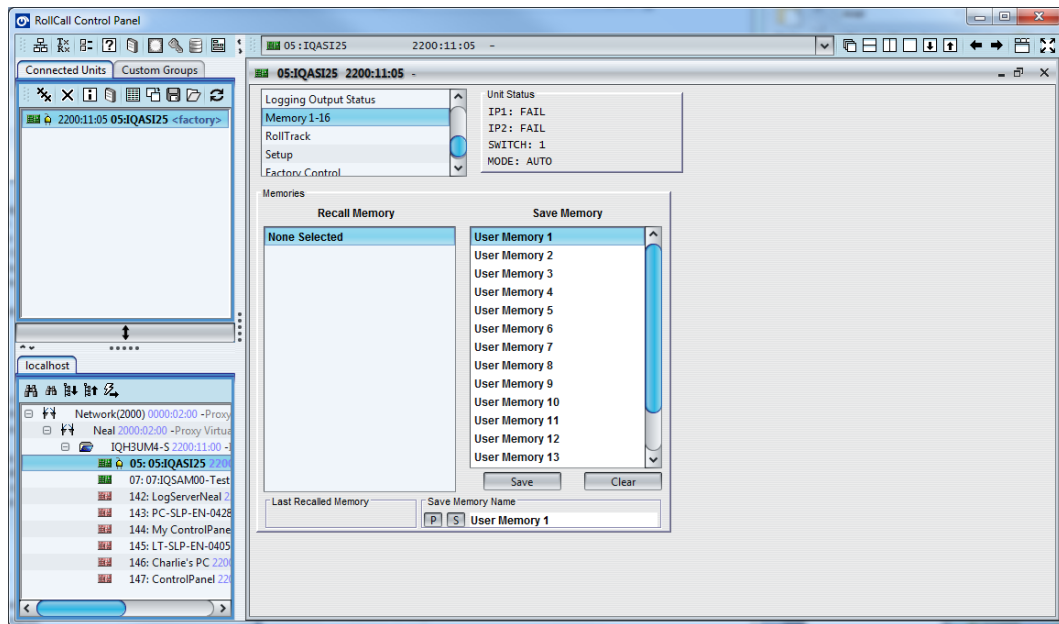 RollCall Control Panel
05:IQASI25 2200:11:05 -
Connected Units Custom Groups
2200:11:05 05:IQASI25 <factory>
localhost
Network(2000) 0000:02:00 -Proxy
Neal 2000:02:00 -Proxy Virtua
IQH3UM4-S 2200:11:00 -I
05: 05:IQASI25 220
07: 07:IQSAM00-Test
142: LogServerNeal 2
143: PC-SLP-EN-0428
144: My ControlPane
145: LT-SLP-EN-0405
146: Charlie's PC 220
147: ControlPanel 220
05:IQASI25 2200:11:05 -
Logging Output Status
Memory 1-16
RollTrack
Setup
Factory Control
Unit Status
IP1: FAIL
IP2: FAIL
SWITCH: 1
MODE: AUTO
Memories
Recall Memory
None Selected
Save Memory
User Memory 1
User Memory 2
User Memory 3
User Memory 4
User Memory 5
User Memory 6
User Memory 7
User Memory 8
User Memory 9
User Memory 10
User Memory 11
User Memory 12
User Memory 13
Save Clear
Last Recalled Memory
Save Memory Name
P S User Memory 1